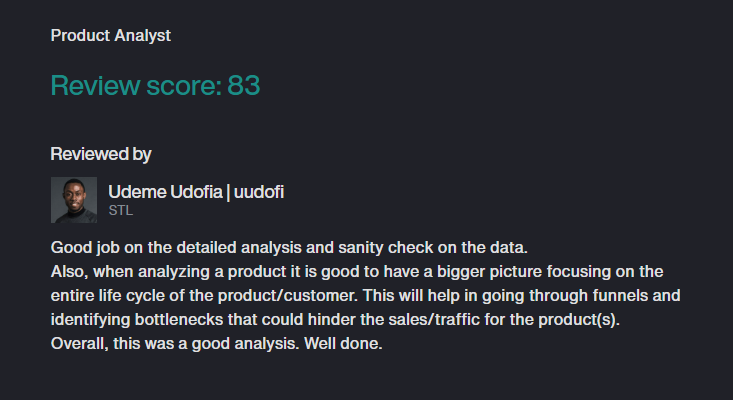 Product Analyst
Review score: 83
Reviewed by
Udeme Udofia | uudofi
STL
Good job on the detailed analysis and sanity check on the data.
Also, when analyzing a product it is good to have a bigger picture focusing on the
entire life cycle of the product/customer. This will help in going through funnels and
identifying bottlenecks that could hinder the sales/traffic for the product(s).
Overall, this was a good analysis. Well done.